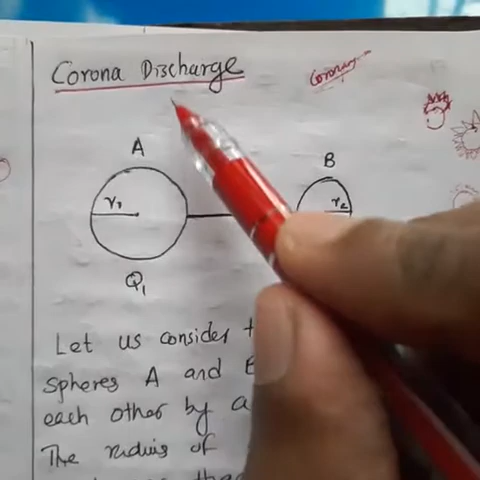 Corona Discharge
Corona
A
B
r1
r2
Q1
Let us consider
spheres A and
each other by a
The radius of